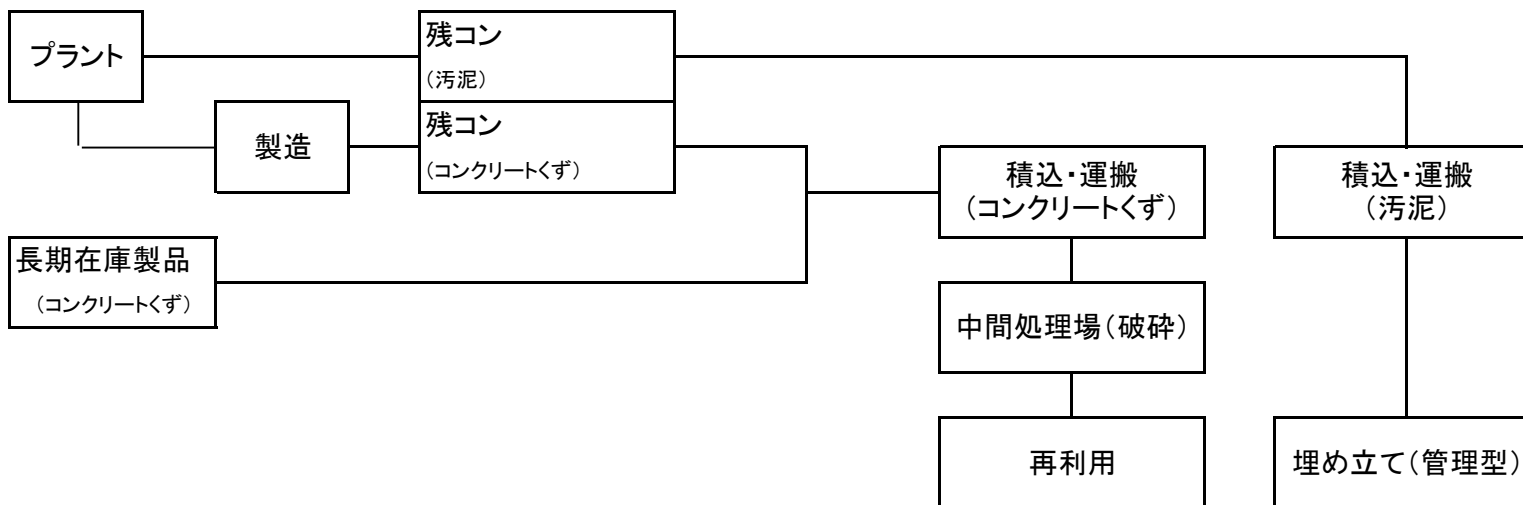 プラント
残コン
(汚泥)
製造
残コン
(コンクリートくず)
積込・運搬
(コンクリートくず)
積込・運搬
(汚泥)
長期在庫製品
(コンクリートくず)
中間処理場(破砕)
再利用
埋め立て(管理型)